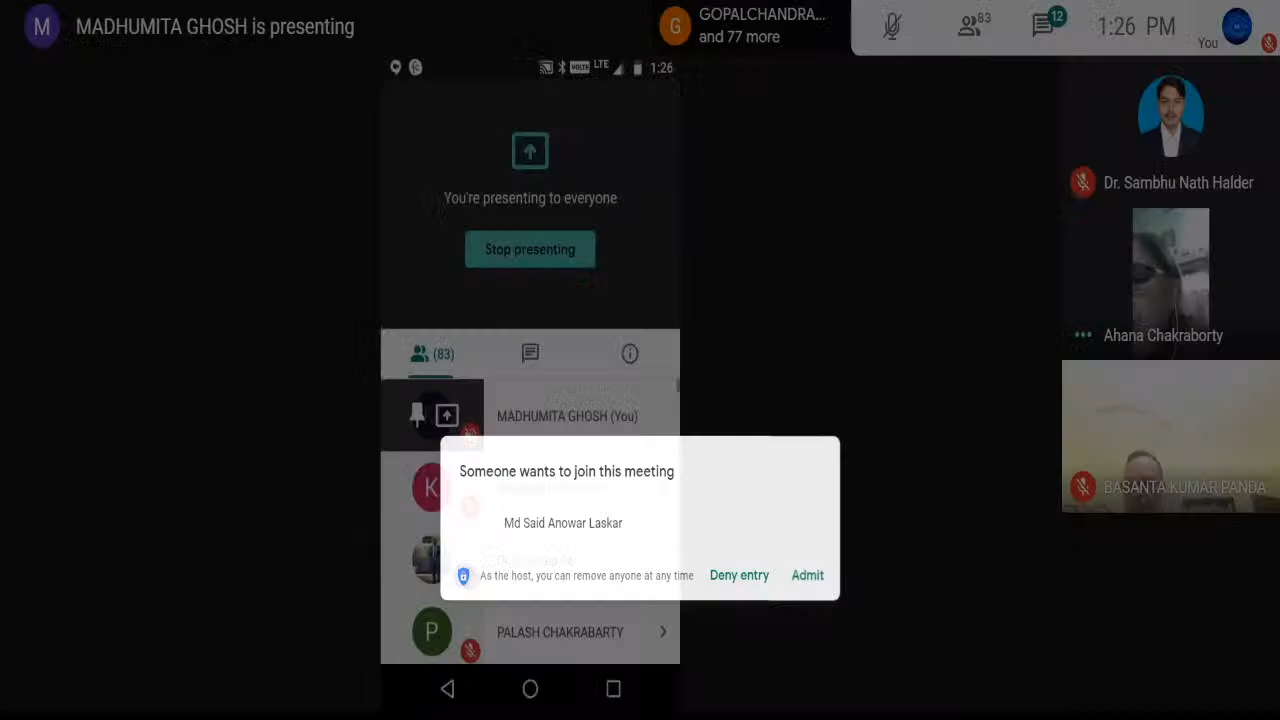 M MADHUMITA GHOSH is presenting
G GOPALCHANDRA...
and 77 more
83
12
1:26 PM
You
VOLTE LTE 1:26
You're presenting to everyone
Stop presenting
Dr. Sambhu Nath Halder
Ahana Chakraborty
(83)
MADHUMITA GHOSH (You)
Someone wants to join this meeting
K
BASANTA KUMAR PANDA
Md Said Anowar Laskar
As the host, you can remove anyone at any time Deny entry Admit
P PALASH CHAKRABARTY